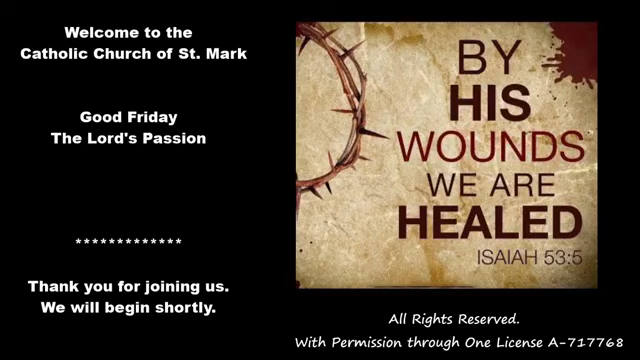 Welcome to the
Catholic Church of St. Mark
Good Friday
The Lord's Passion
*************
Thank you for joining us.
We will begin shortly.
BY
HIS
WOUNDS
WE ARE
HEALED
ISAIAH 53:5
All Rights Reserved.
With Permission through One License A-717768